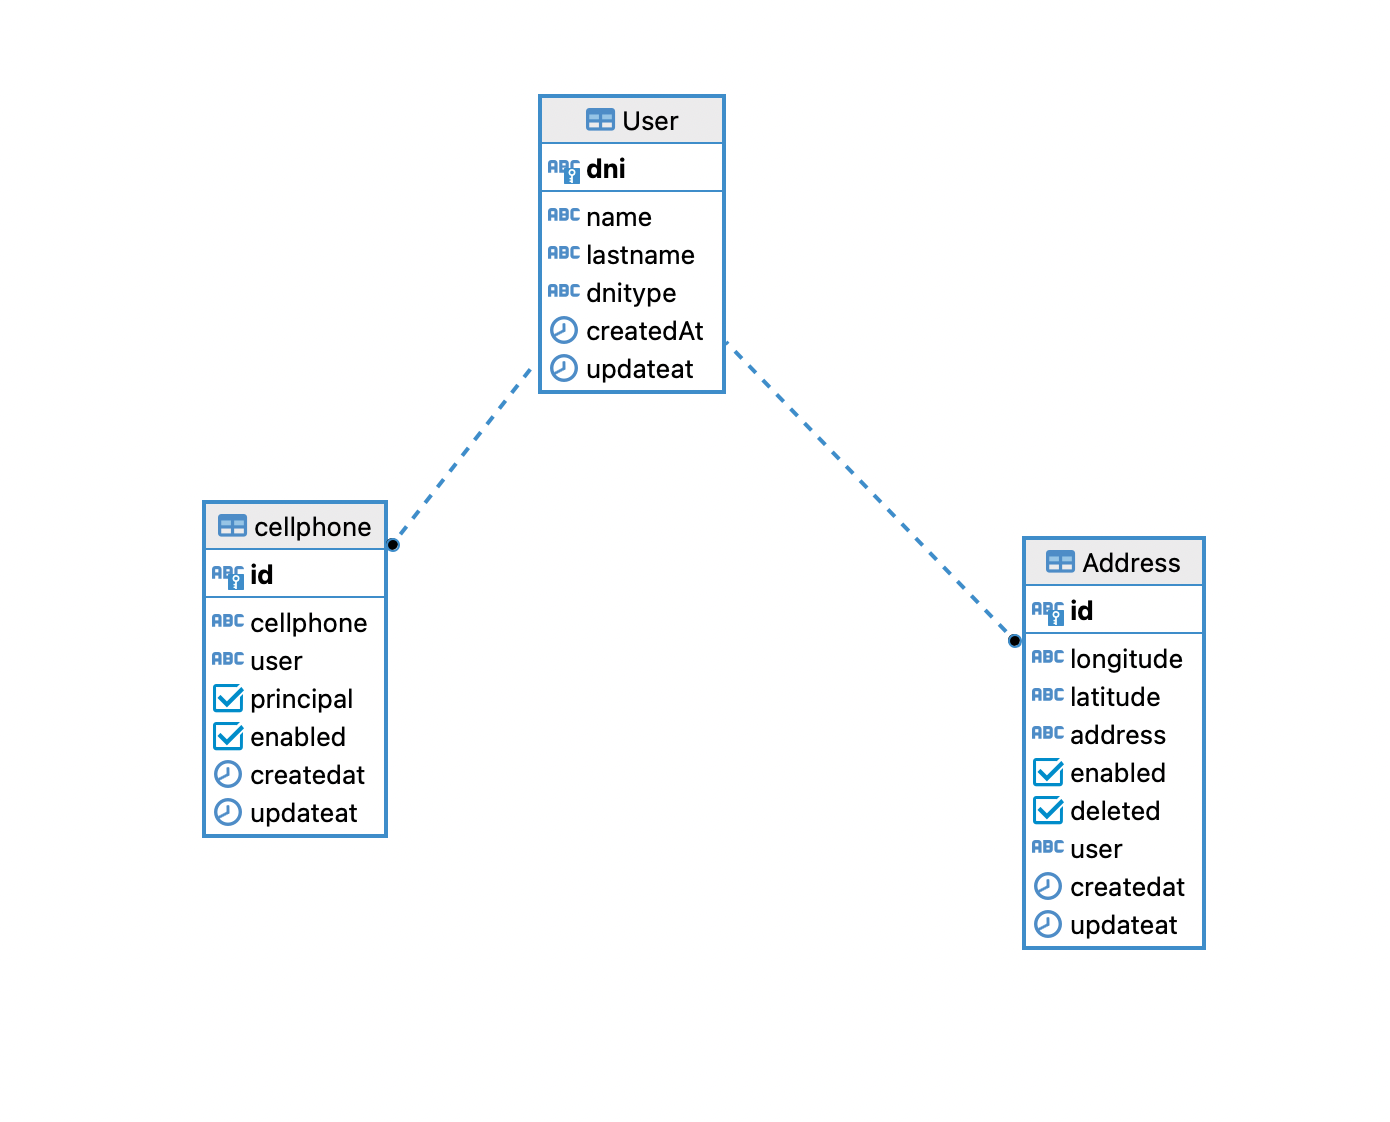 User
dni
name
lastname
dnitype
createdAt
updateat
cellphone
id
cellphone
user
principal
enabled
createdat
updateat
Address
id
longitude
latitude
address
enabled
deleted
user
createdat
updateat